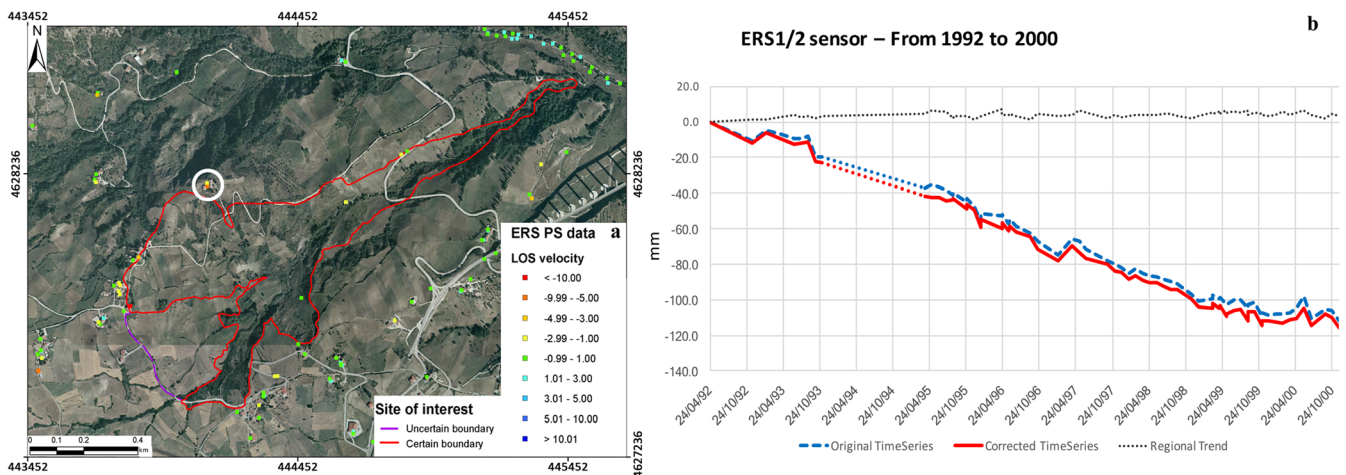 443452
444452
445452
N
4628236
4628236
ERS PS data
a
LOS velocity
< -10.00
-9.99 - -5.00
-4.99 - -3.00
-2.99 - -1.00
-0.99 - 1.00
1.01 - 3.00
3.01 - 5.00
5.01 - 10.00
> 10.01
Site of interest
Uncertain boundary
Certain boundary
0 0.1 0.2 0.4
km
4627236
443452
444452
445452
b
ERS1/2 sensor – From 1992 to 2000
mm
20.0
0.0
-20.0
-40.0
-60.0
-80.0
-100.0
-120.0
-140.0
24/04/92
24/10/92
24/04/93
24/10/93
24/04/94
24/10/94
24/04/95
24/10/95
24/04/96
24/10/96
24/04/97
24/10/97
24/04/98
24/10/98
24/04/99
24/10/99
24/04/00
24/10/00
Original TimeSeries
Corrected TimeSeries
Regional Trend